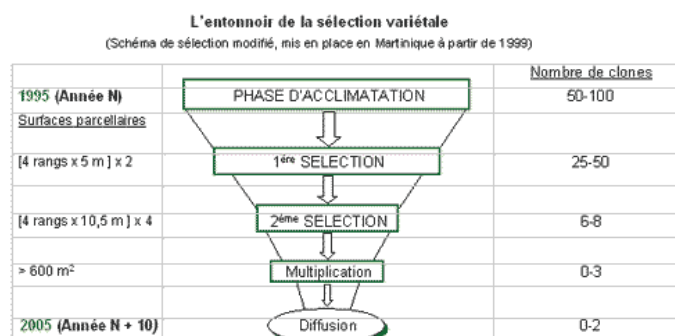 L'entonnoir de la sélection variétale
(Schéma de sélection modifié, mis en place en Martinique à partir de 1999)
Nombre de clones
1995 (Année N) PHASE D'ACCLIMATATION 50-100
Surfaces parcellaires
[4 rangs x 5 m ] x 2 1ére SELECTION 25-50
[4 rangs x 10,5 m ] x 4 2éme SELECTION 6-8
> 600 m² Multiplication 0-3
2005 (Année N + 10) Diffusion 0-2